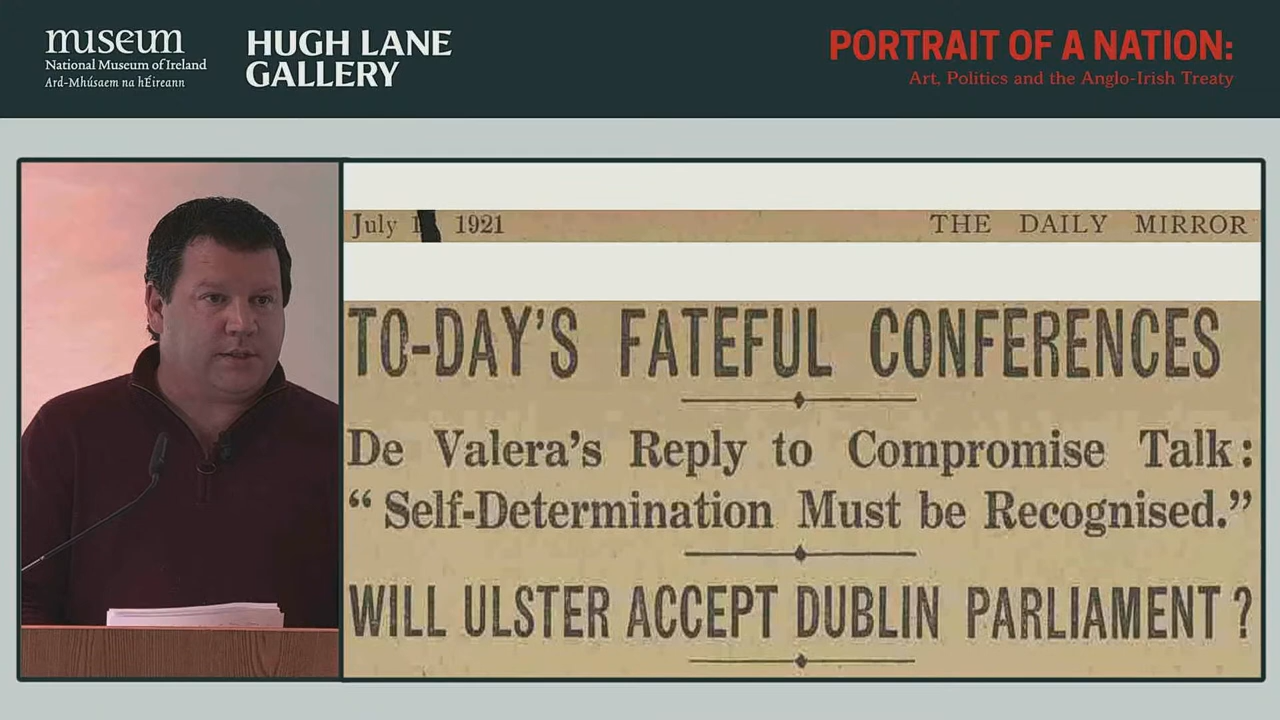 museum
National Museum of Ireland
Ard-Mhúsaem na hÉireann
HUGH LANE
GALLERY
PORTRAIT OF A NATION:
Art, Politics and the Anglo-Irish Treaty
July 1921
THE DAILY MIRROR
TO-DAY'S FATEFUL CONFERENCES
De Valera's Reply to Compromise Talk:
“Self-Determination Must be Recognised.”
WILL ULSTER ACCEPT DUBLIN PARLIAMENT?